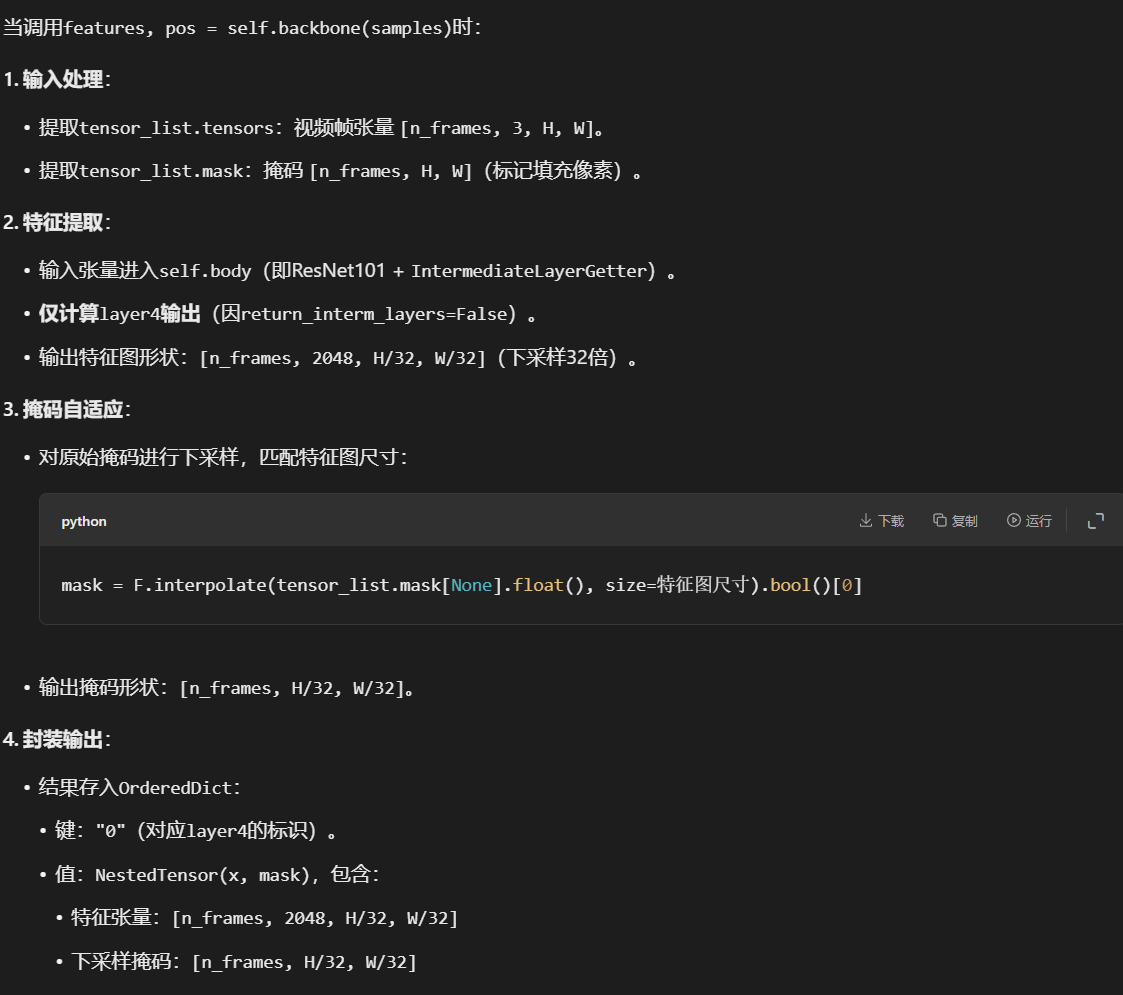 当调用features, pos = self.backbone(samples)时：
1. 输入处理：
• 提取tensor_list.tensors：视频帧张量 [n_frames, 3, H, W]。
• 提取tensor_list.mask：掩码 [n_frames, H, W]（标记填充像素）。
2. 特征提取：
• 输入张量进入self.body（即ResNet101 + IntermediateLayerGetter）。
• 仅计算layer4输出（因return_interm_layers=False）。
• 输出特征图形状：[n_frames, 2048, H/32, W/32]（下采样32倍）。
3. 掩码自适应：
• 对原始掩码进行下采样，匹配特征图尺寸：
python 下载 复制 运行
mask = F.interpolate(tensor_list.mask[None].float(), size=特征图尺寸).bool()[0]
• 输出掩码形状：[n_frames, H/32, W/32]。
4. 封装输出：
• 结果存入OrderedDict：
• 键："0"（对应layer4的标识）。
• 值：NestedTensor(x, mask)，包含：
• 特征张量：[n_frames, 2048, H/32, W/32]
• 下采样掩码：[n_frames, H/32, W/32]